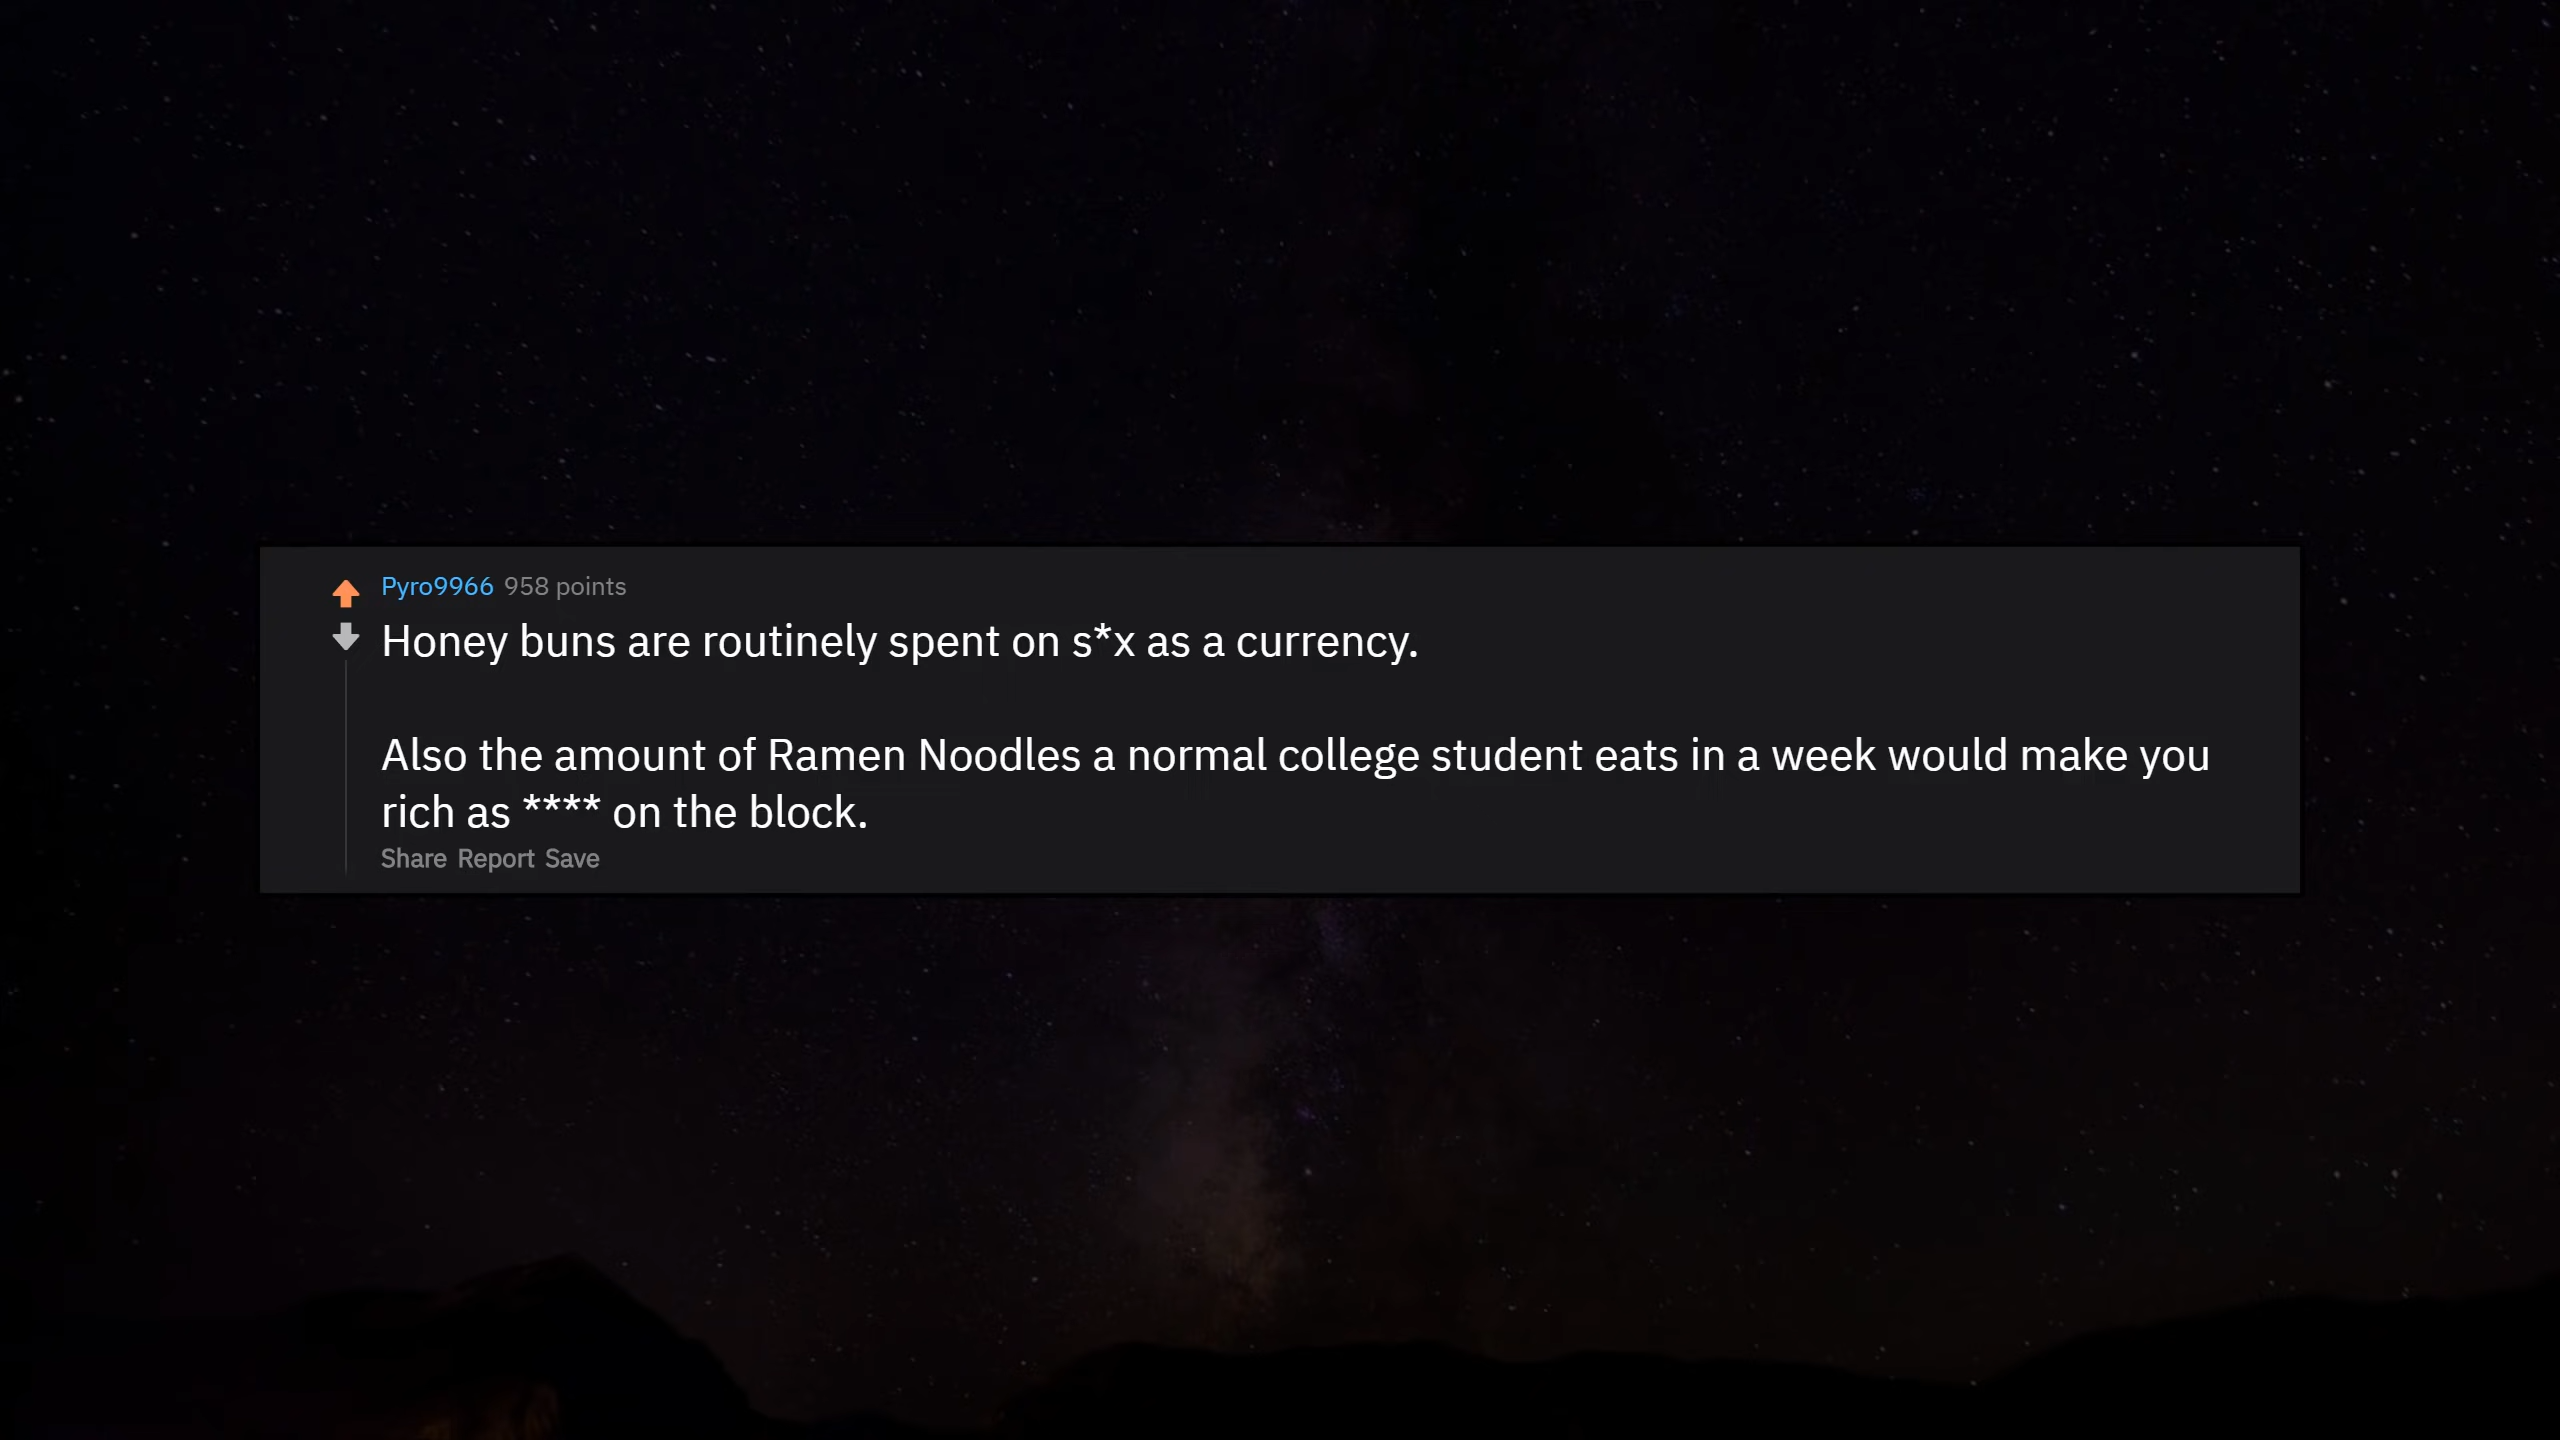 Pyro9966 958 points
Honey buns are routinely spent on s*x as a currency.
Also the amount of Ramen Noodles a normal college student eats in a week would make you
rich as **** on the block.
Share Report Save